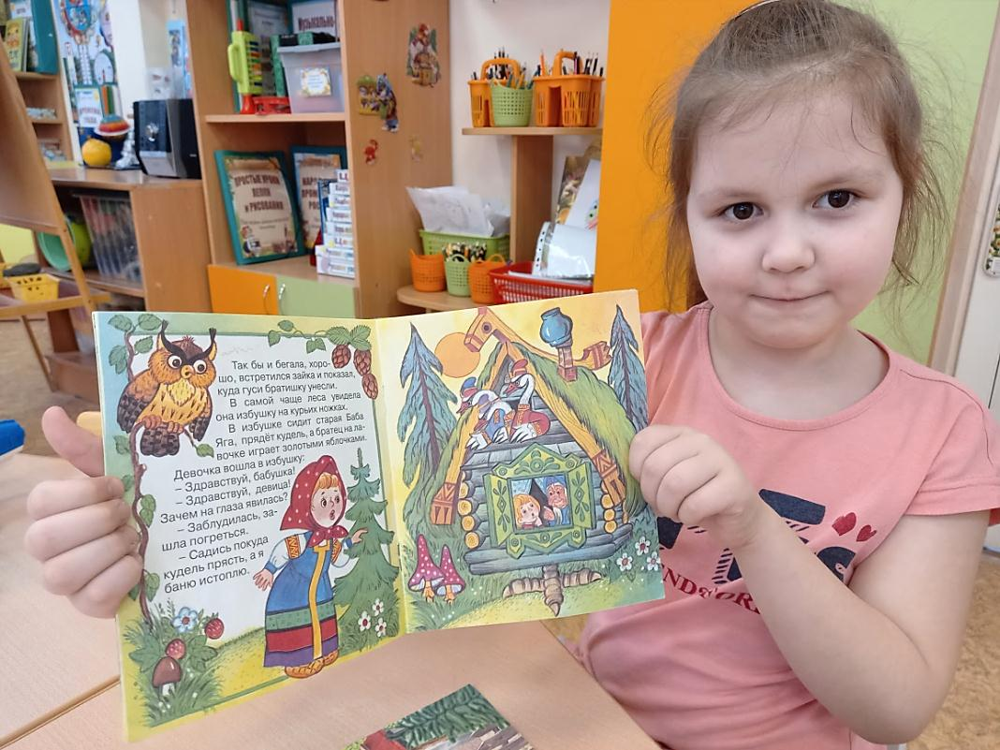 Музыкально-
ПРОСТЫЕ УРОКИ
ЛЕПКИ
и РИСОВАНИЯ
Так бы и бегала, хоро-
шо, встретился зайка и показал,
куда гуси братишку унесли.
В самой чаще леса увидела
она избушку на курьих ножках.
В избушке сидит старая Баба
Яга, прядёт кудель, а братец на ла-
вочке играет золотыми яблочками.
Девочка вошла в избушку:
– Здравствуй, бабушка!
– Здравствуй, девица!
Зачем на глаза явилась?
– Заблудилась, за-
шла погреться.
– Садись покуда
кудель прясть, а я
баню истоплю.